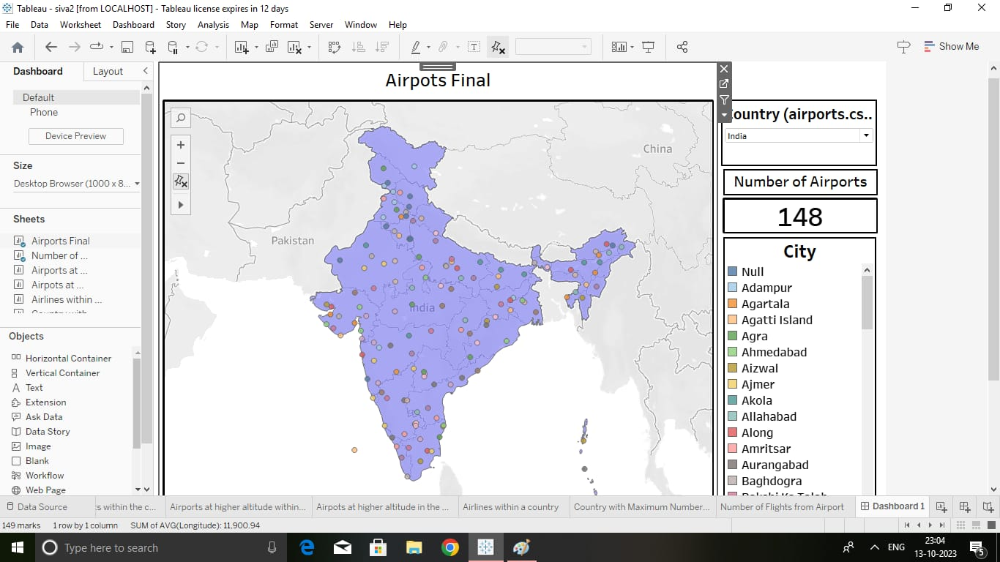 Tableau - siva2 [from LOCALHOST] - Tableau license expires in 12 days
File Data Worksheet Dashboard Story Analysis Map Format Server Window Help
Show Me
Dashboard Layout
Default
Phone
Device Preview
Size
Desktop Browser (1000 x 8...
Sheets
Airports Final
Number of ...
Airports at ...
Airpots at ...
Airlines within ...
Objects
Horizontal Container
Vertical Container
Text
Extension
Ask Data
Data Story
Image
Blank
Workflow
Web Page
Airpots Final
China
Pakistan
India
ountry (airports.cs..
India
Number of Airports
148
City
Null
Adampur
Agartala
Agatti Island
Agra
Ahmedabad
Aizwal
Ajmer
Akola
Allahabad
Along
Amritsar
Aurangabad
Baghdogra
Data Source
s within the c...
Airports at higher altitude within...
Airpots at higher altitude in the ...
Airlines within a country
Country with Maximum Number...
Number of Flights from Airport
Dashboard 1
149 marks 1 row by 1 column SUM of AVG(Longitude): 11,900.94
Type here to search
ENG
23:04
13-10-2023
5